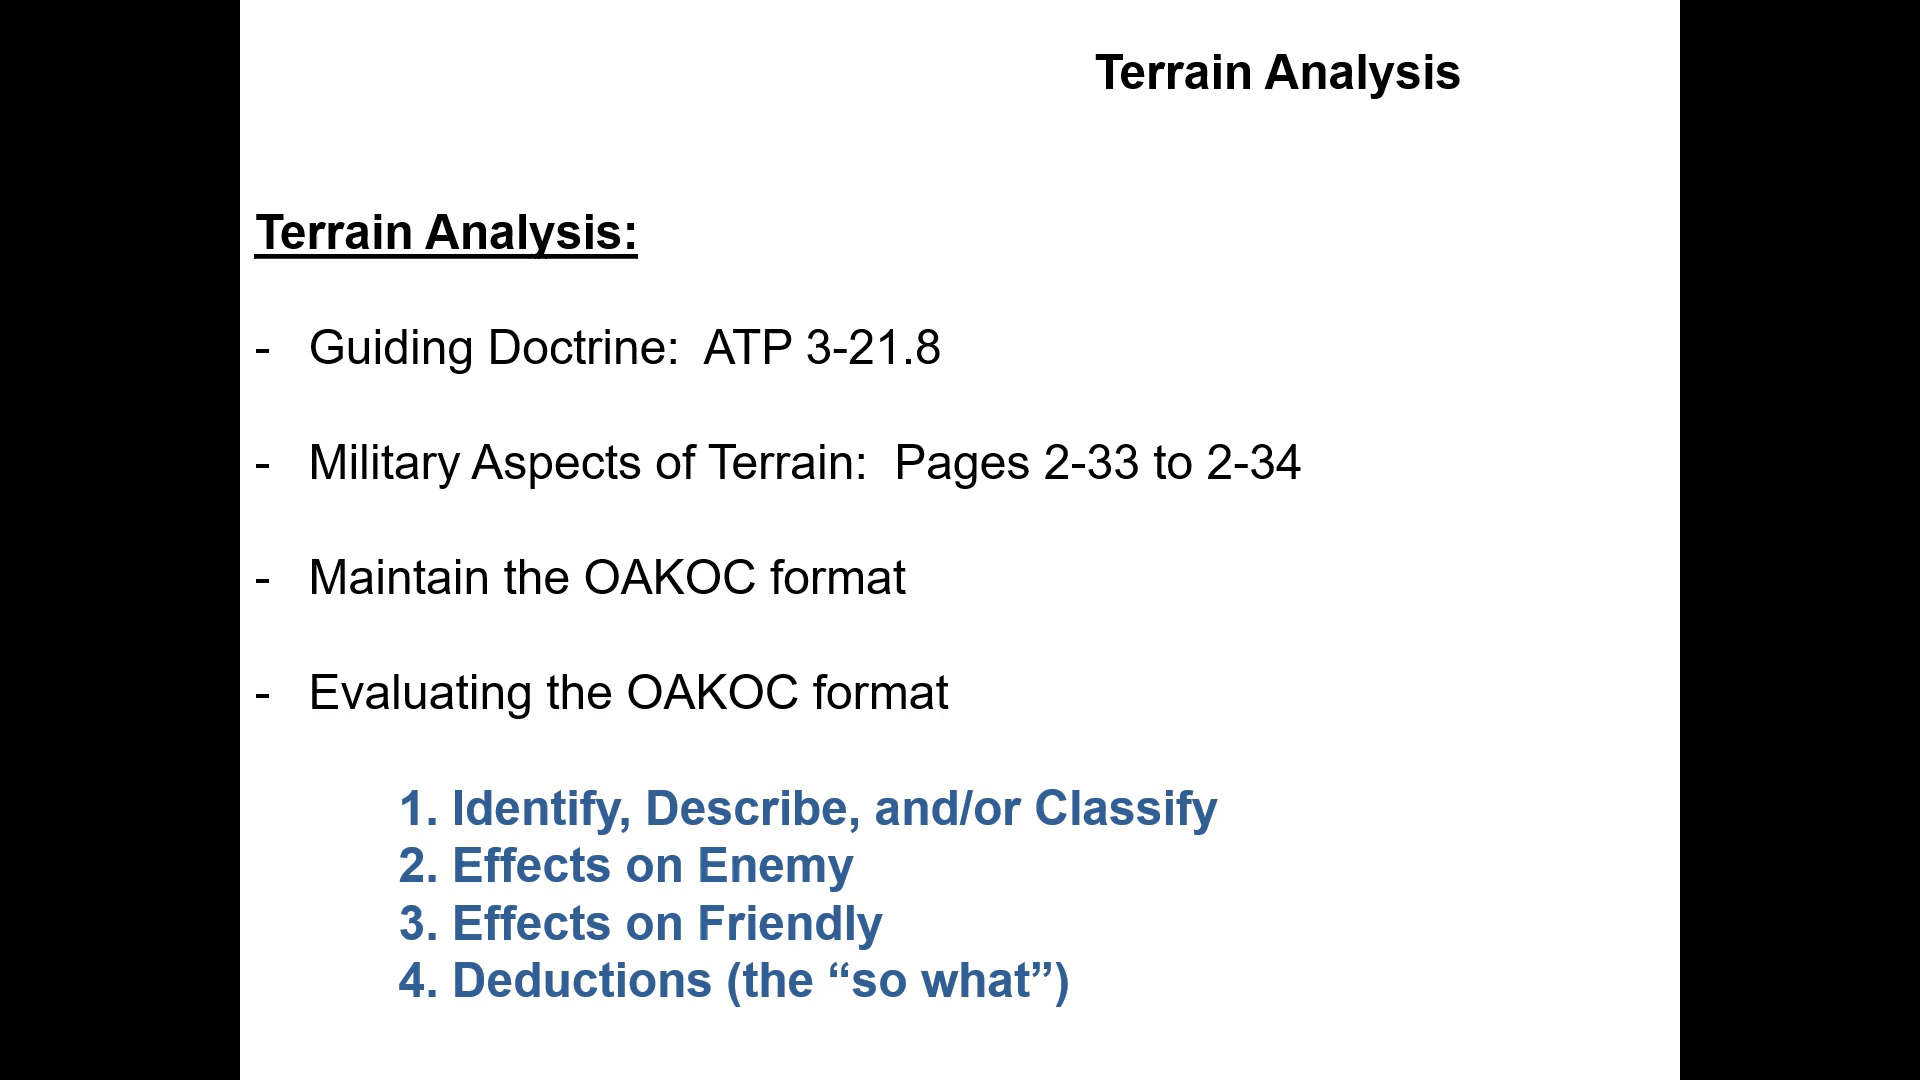 Terrain Analysis
Terrain Analysis:
- Guiding Doctrine:  ATP 3-21.8
- Military Aspects of Terrain:  Pages 2-33 to 2-34
- Maintain the OAKOC format
- Evaluating the OAKOC format
1. Identify, Describe, and/or Classify
2. Effects on Enemy
3. Effects on Friendly
4. Deductions (the “so what”)